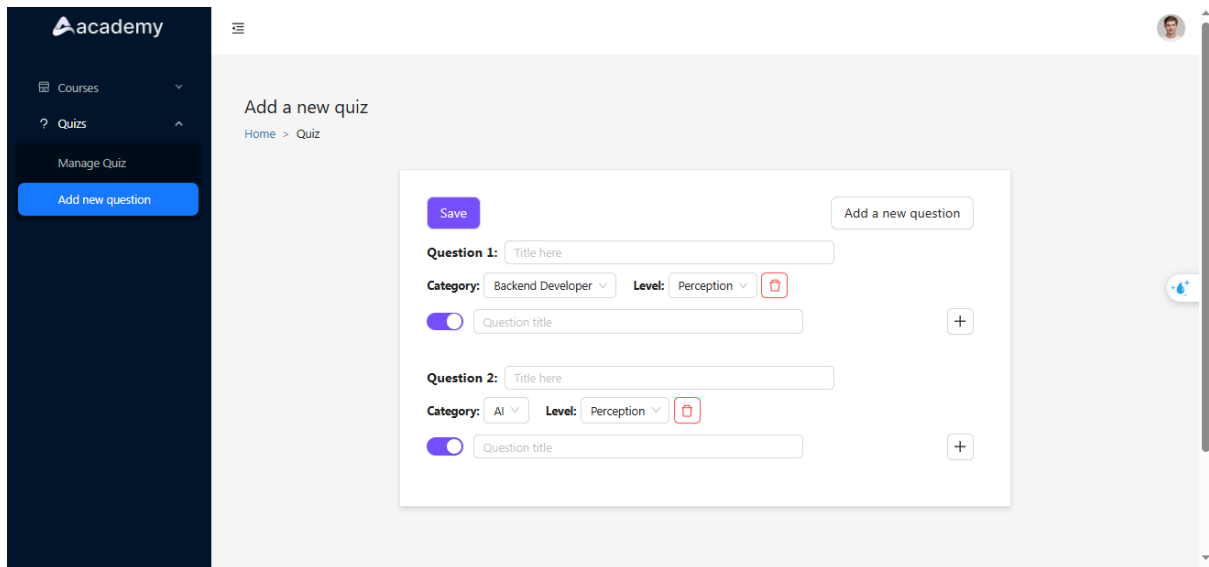 academy
Courses
? Quizs
Manage Quiz
Add new question
Add a new quiz
Home > Quiz
Save
Add a new question
Question 1: Title here
Category: Backend Developer Level: Perception
Question title
+
Question 2: Title here
Category: AI Level: Perception
Question title
+